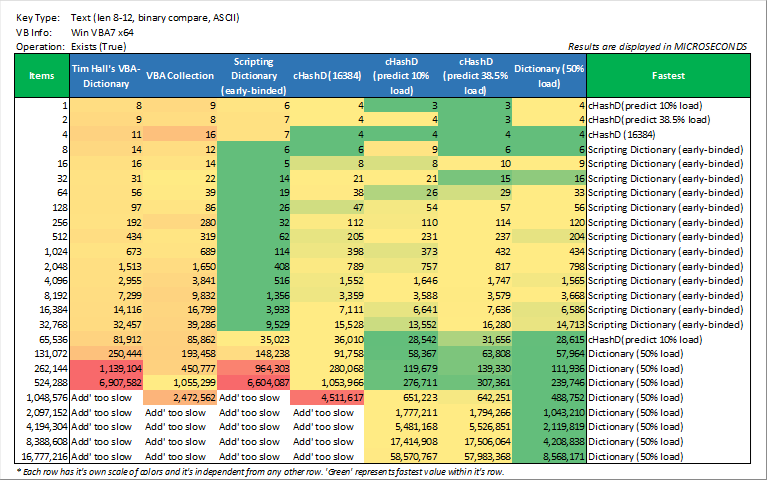 Key Type: Text (len 8-12, binary compare, ASCII)
VB Info: Win VBA7 x64
Operation: Exists (True)
Results are displayed in MICROSECONDS
Items Tim Hall's VBA-Dictionary VBA Collection Scripting Dictionary (early-binded) cHashD(16384) cHashD (predict 10% load) cHashD (predict 38.5% load) Dictionary (50% load) Fastest
1 8 9 6 4 3 3 4 cHashD(predict 10% load)
2 9 8 7 4 4 3 4 cHashD(predict 38.5% load)
4 11 16 7 4 4 4 4 cHashD (16384)
8 14 12 6 6 9 6 6 Scripting Dictionary (early-binded)
16 16 14 5 8 8 10 9 Scripting Dictionary (early-binded)
32 31 22 14 21 21 15 16 Scripting Dictionary (early-binded)
64 56 39 19 38 26 29 33 Scripting Dictionary (early-binded)
128 97 86 26 47 54 57 56 Scripting Dictionary (early-binded)
256 192 280 32 112 110 114 120 Scripting Dictionary (early-binded)
512 434 319 62 205 231 237 204 Scripting Dictionary (early-binded)
1,024 673 689 114 398 373 432 434 Scripting Dictionary (early-binded)
2,048 1,513 1,650 408 789 757 817 798 Scripting Dictionary (early-binded)
4,096 2,955 3,841 516 1,552 1,646 1,747 1,565 Scripting Dictionary (early-binded)
8,192 7,299 9,832 1,356 3,359 3,588 3,579 3,668 Scripting Dictionary (early-binded)
16,384 14,116 16,799 3,933 7,111 6,641 7,636 6,586 Scripting Dictionary (early-binded)
32,768 32,457 39,286 9,529 15,528 13,552 16,280 14,713 Scripting Dictionary (early-binded)
65,536 81,912 85,862 35,023 36,010 28,542 31,656 28,615 cHashD(predict 10% load)
131,072 250,444 193,458 148,238 91,758 58,367 63,808 57,964 Dictionary (50% load)
262,144 1,139,104 450,777 964,303 280,068 119,679 139,330 111,936 Dictionary (50% load)
524,288 6,907,582 1,055,299 6,604,087 1,053,966 276,711 307,361 239,746 Dictionary (50% load)
1,048,576 Add' too slow 2,472,562 Add' too slow 4,511,617 651,223 642,251 488,752 Dictionary (50% load)
2,097,152 Add' too slow Add' too slow Add' too slow Add' too slow 1,777,211 1,794,266 1,043,210 Dictionary (50% load)
4,194,304 Add' too slow Add' too slow Add' too slow Add' too slow 5,481,168 5,526,851 2,119,819 Dictionary (50% load)
8,388,608 Add' too slow Add' too slow Add' too slow Add' too slow 17,414,908 17,506,064 4,208,838 Dictionary (50% load)
16,777,216 Add' too slow Add' too slow Add' too slow Add' too slow 58,570,767 57,983,368 8,568,171 Dictionary (50% load)
* Each row has it's own scale of colors and it's independent from any other row. 'Green' represents fastest value within it's row.